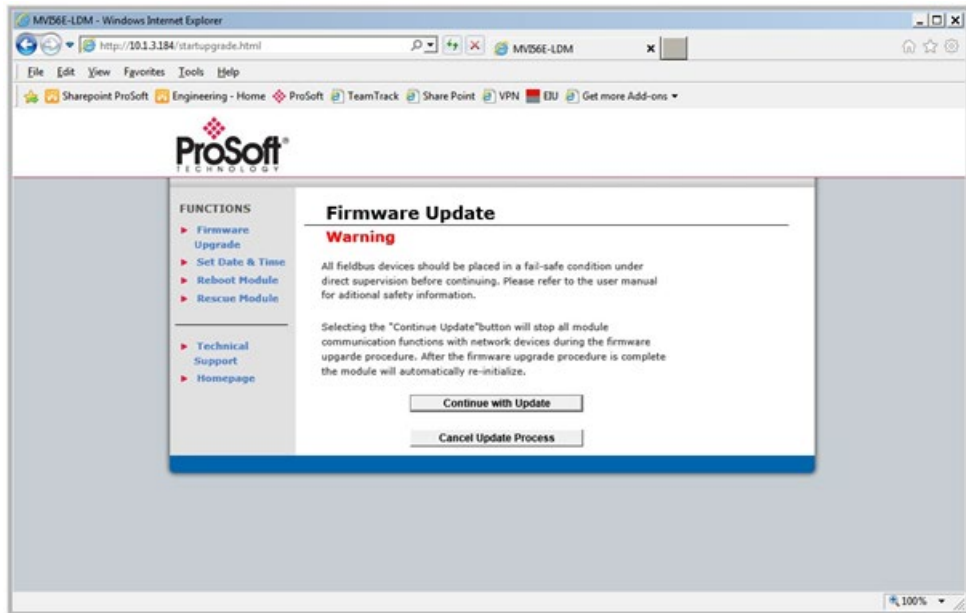 MVI56E-LDM - Windows Internet Explorer
http://10.1.3.184/startupgrade.html
MVI56E-LDM
File Edit View Favorites Tools Help
Sharepoint ProSoft Engineering - Home ProSoft TeamTrack Share Point VPN EIU Get more Add-ons
ProSoft®
TECHNOLOGY
FUNCTIONS
Firmware
Upgrade
Set Date & Time
Reboot Module
Rescue Module
Technical
Support
Homepage
Firmware Update
Warning
All fieldbus devices should be placed in a fail-safe condition under
direct supervision before continuing. Please refer to the user manual
for aditional safety information.
Selecting the "Continue Update"button will stop all module
communication functions with network devices during the firmware
upgarde procedure. After the firmware upgrade procedure is complete
the module will automatically re-initialize.
Continue with Update
Cancel Update Process
100%